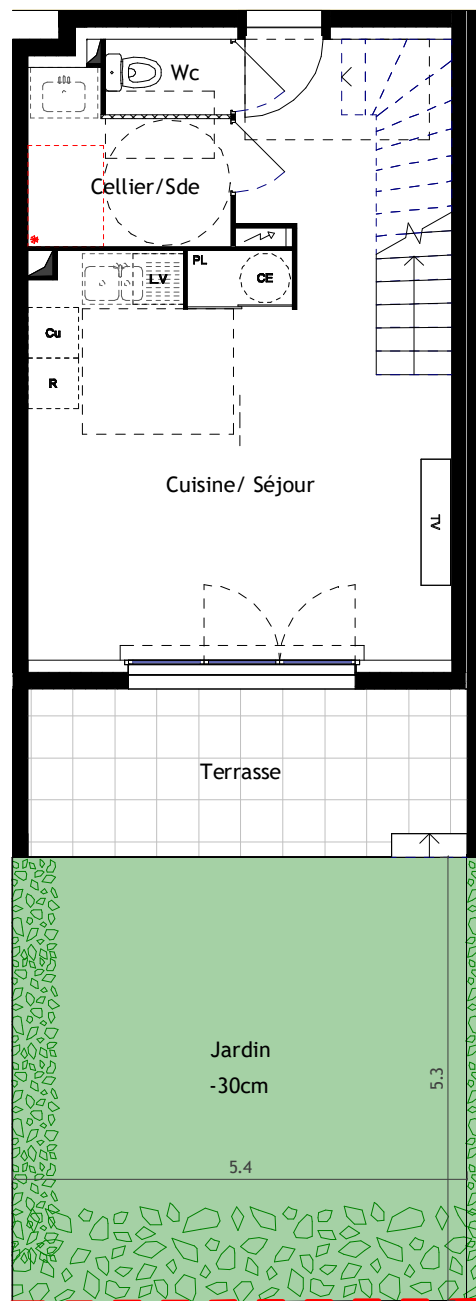 Wc
Cellier/Sde
PL
CE
LV
Cu
R
Cuisine/ Séjour
TV
Terrasse
Jardin
-30cm
5.3
5.4